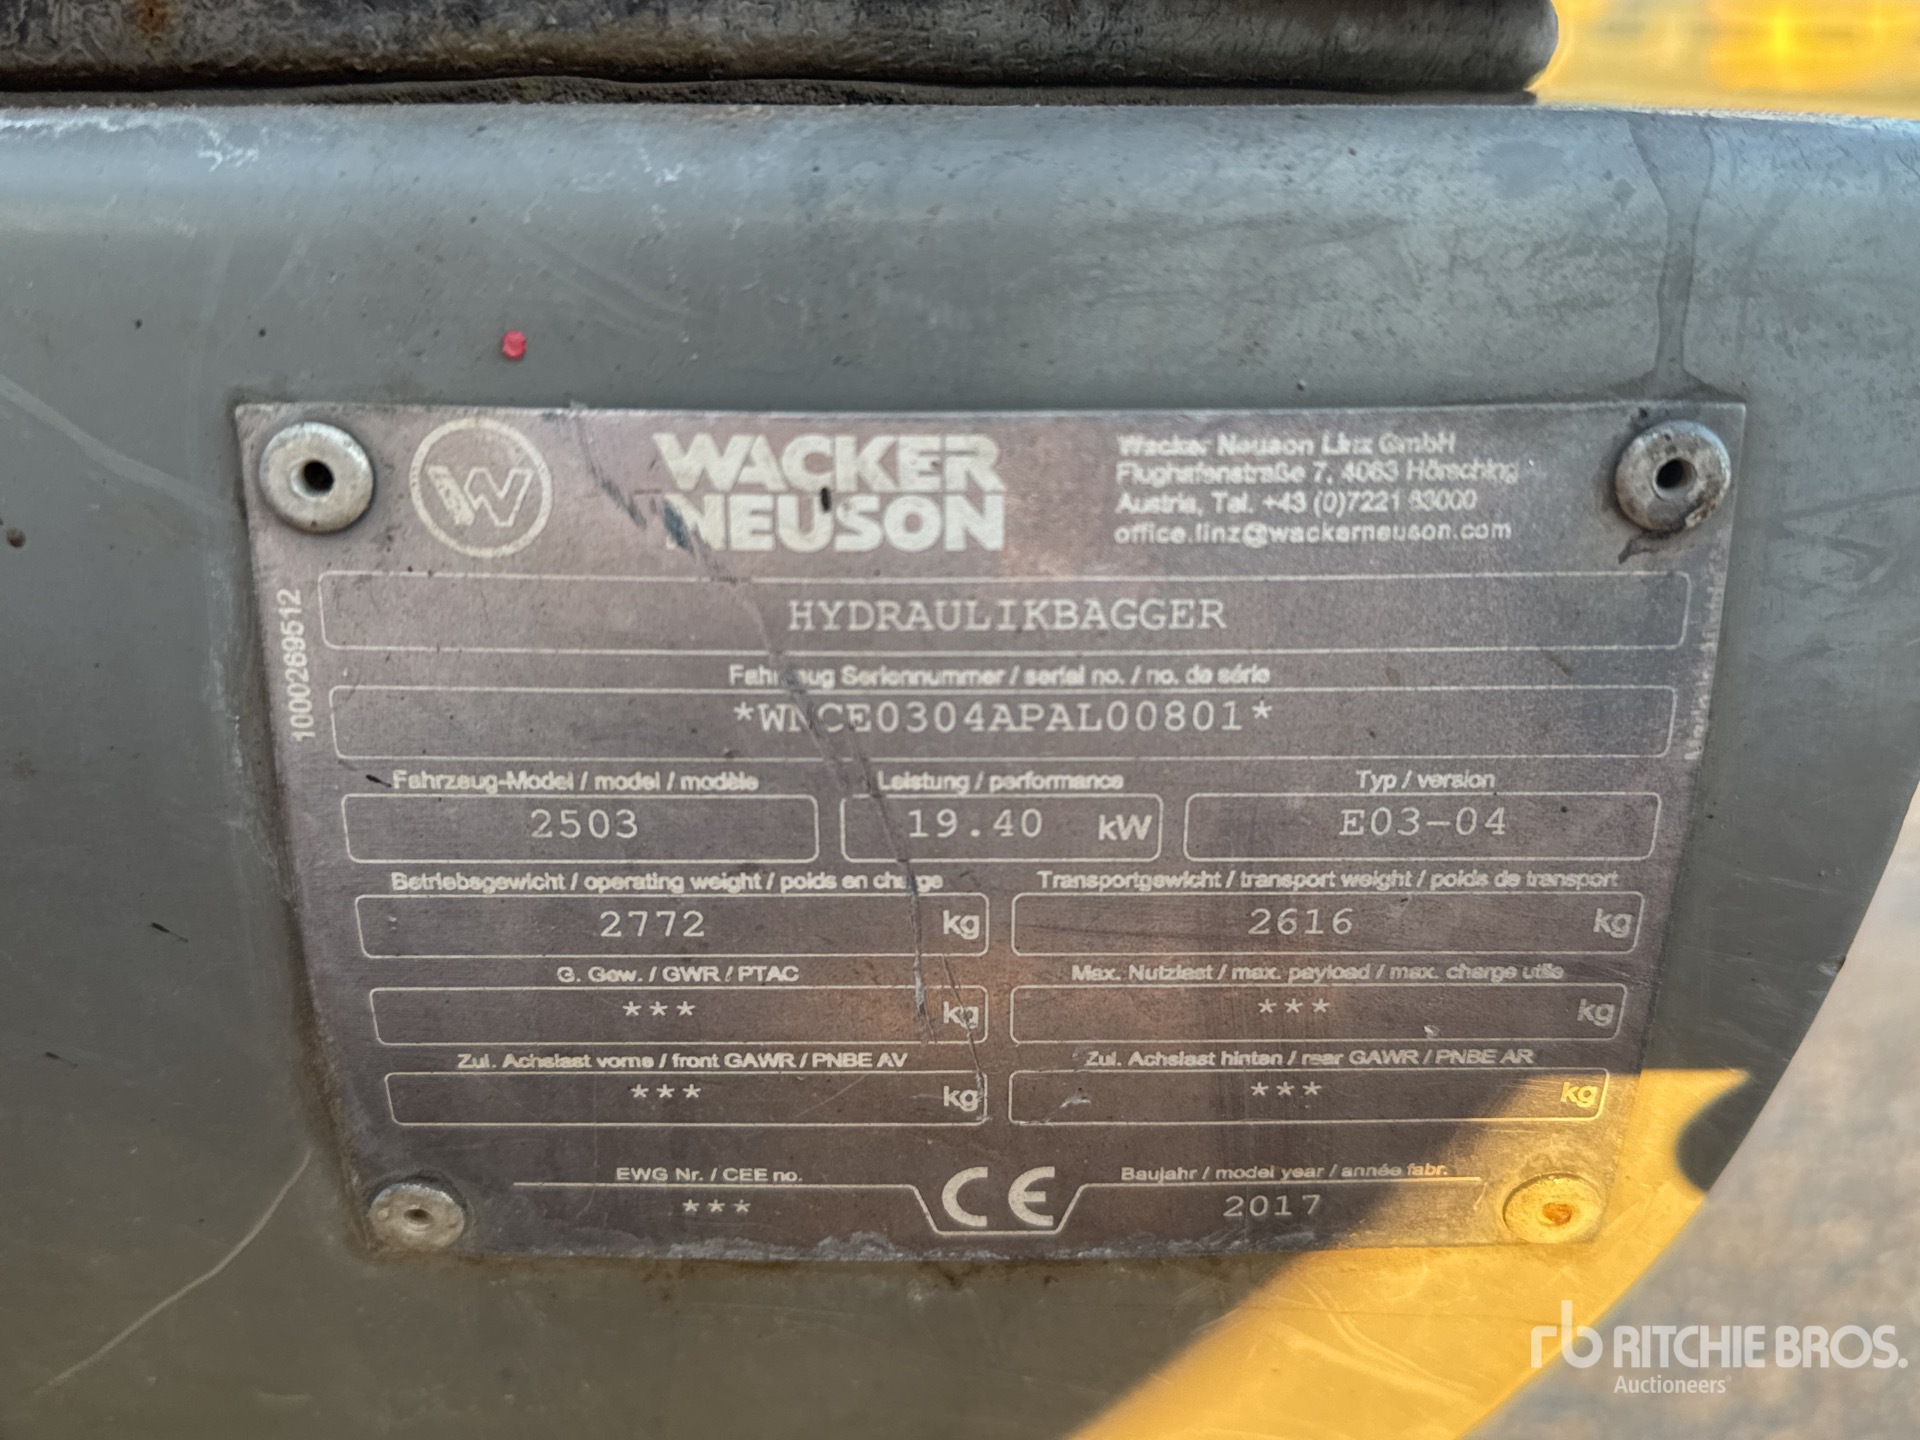 WACKER
NEUSON
Wacker Neuson Linz GmbH
Flughafenstraße 7, 4063 Hörsching
Austria, Tel. +43 (0)7221 63000
office.linz@wackerneuson.com
1000269512
HYDRAULIKBAGGER
Fahrzeug Seriennummer / serial no. / no. de série
*WNCE0304APAL00801*
Fahrzeug-Model / model / modèle
Leistung / performance
Typ / version
2503
19.40 kW
E03-04
Betriebsgewicht / operating weight / poids en charge
Transportgewicht / transport weight / poids de transport
2772 kg
2616 kg
G. Gew. / GWR / PTAC
Max. Nutzlast / max. payload / max. charge utile
*** kg
*** kg
Zul. Achslast vorne / front GAWR / PNBE AV
Zul. Achslast hinten / rear GAWR / PNBE AR
*** kg
*** kg
EWG Nr. / CEE no.
***
CE
Baujahr / model year / année fabr.
2017
rb RITCHIE BROS.
Auctioneers